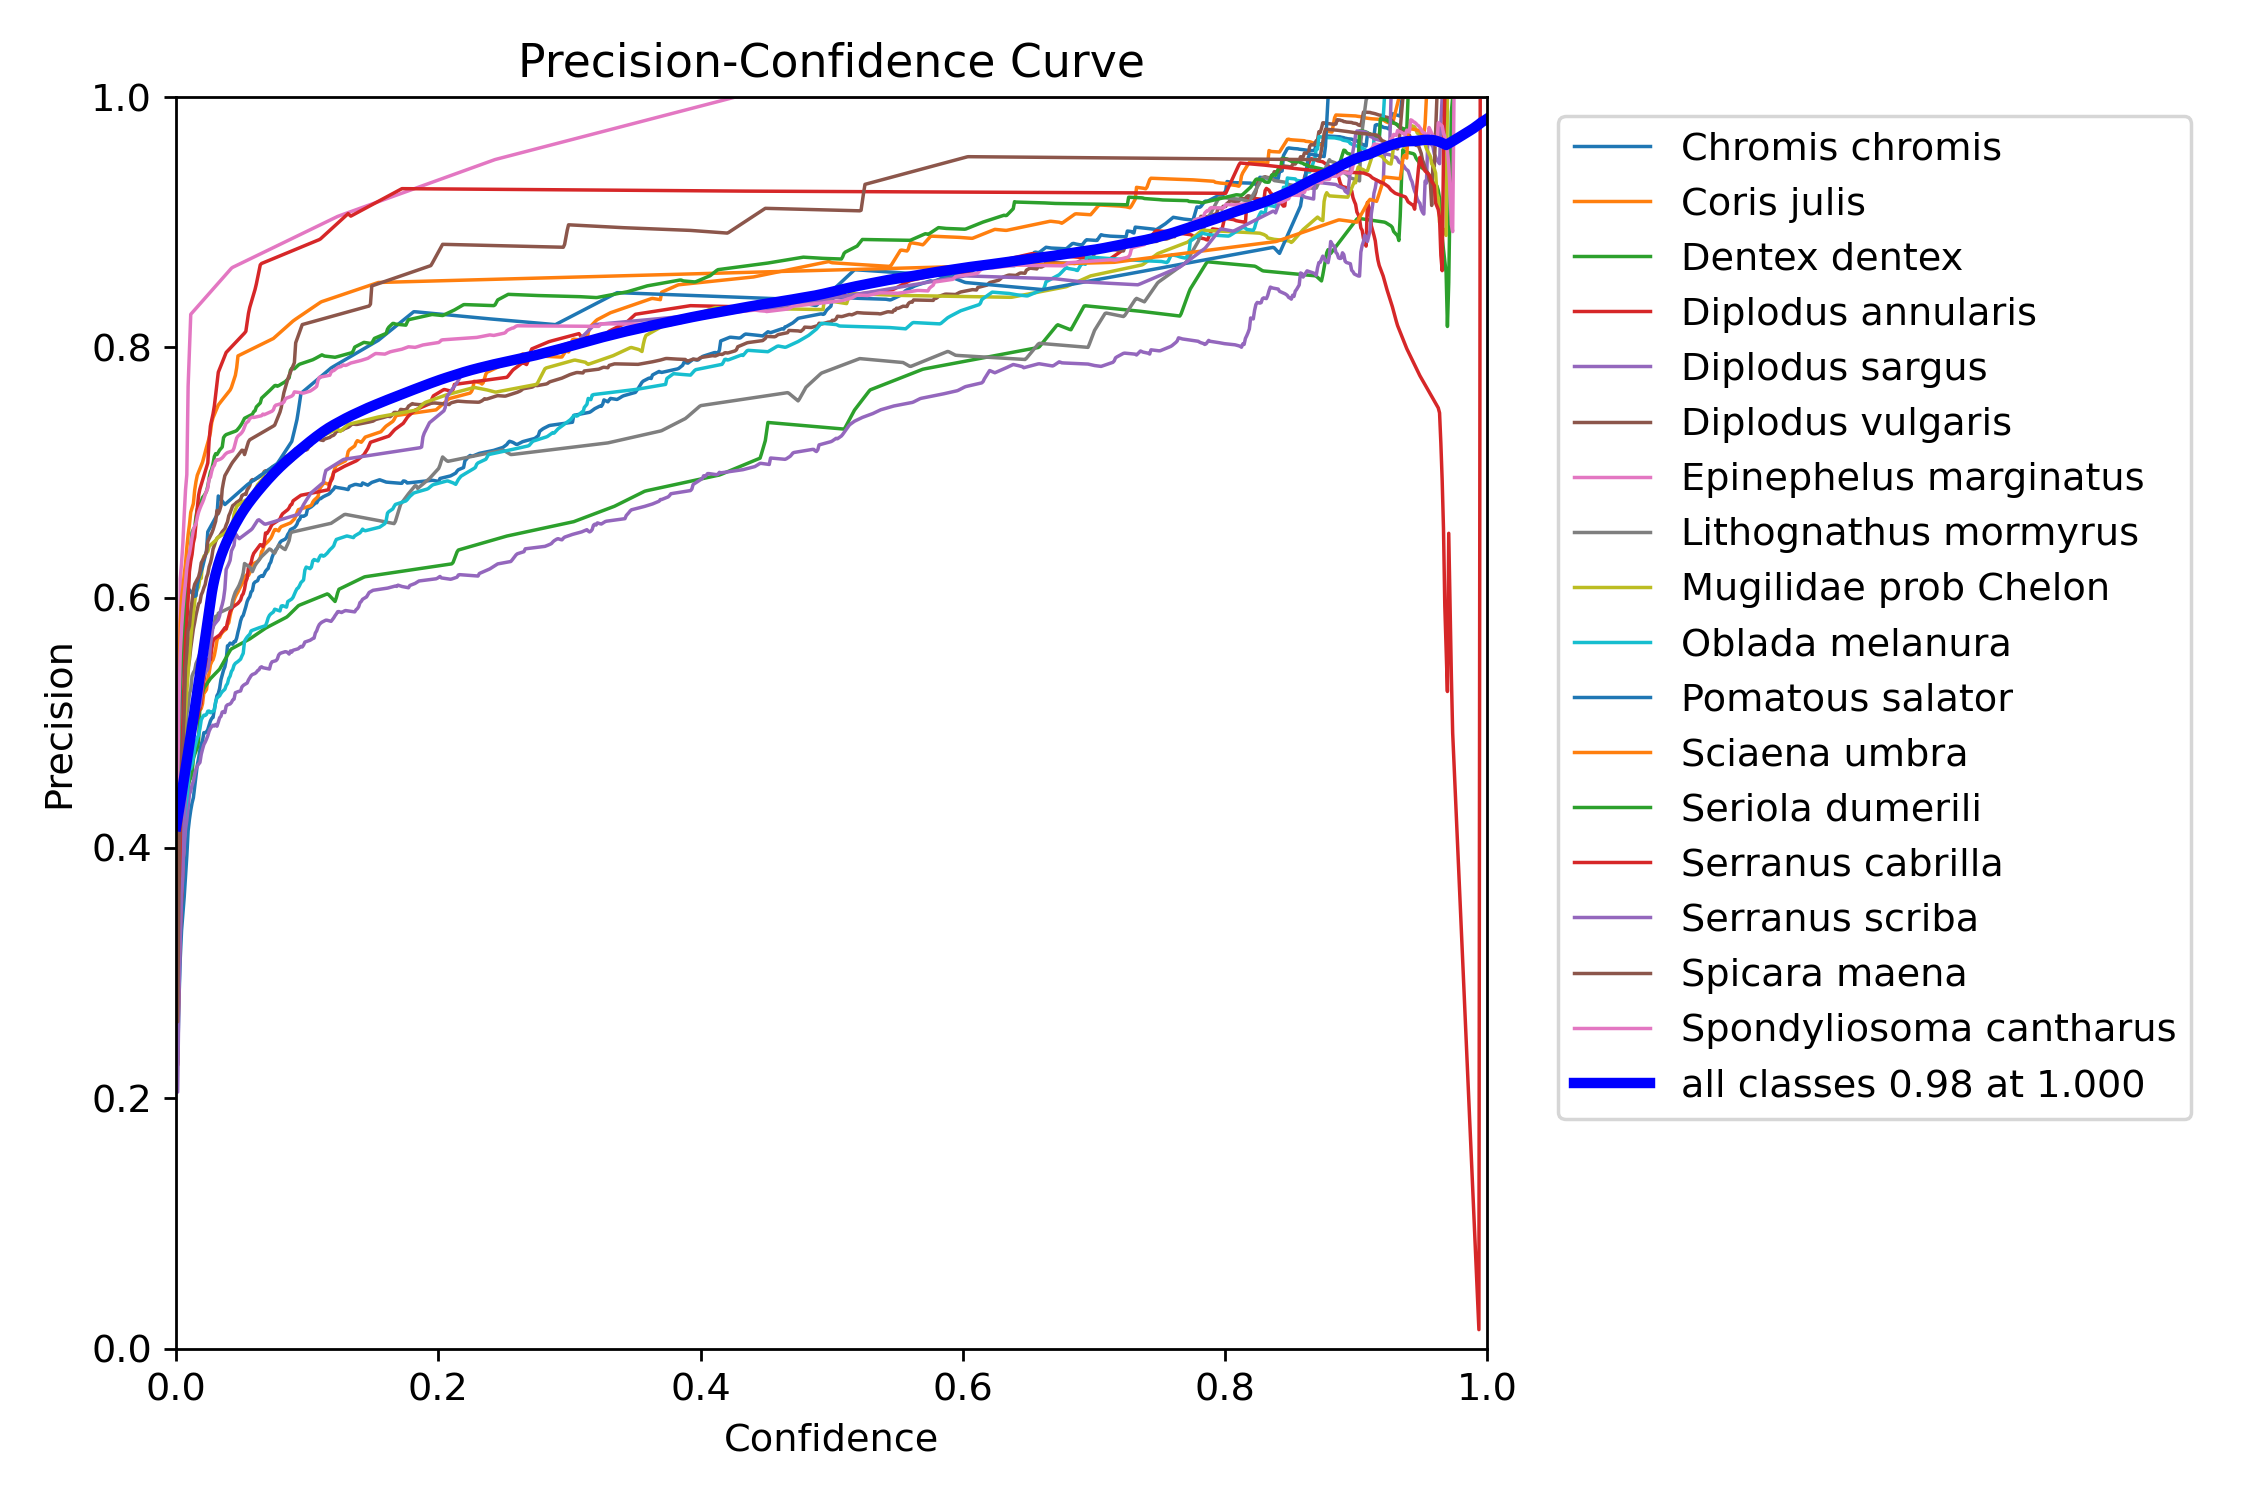 Precision-Confidence Curve
1.0
0.8
0.6
0.4
0.2
0.0
Precision
0.0 0.2 0.4 0.6 0.8 1.0
Confidence
Chromis chromis
Coris julis
Dentex dentex
Diplodus annularis
Diplodus sargus
Diplodus vulgaris
Epinephelus marginatus
Lithognathus mormyrus
Mugilidae prob Chelon
Oblada melanura
Pomatous salator
Sciaena umbra
Seriola dumerili
Serranus cabrilla
Serranus scriba
Spicara maena
Spondyliosoma cantharus
all classes 0.98 at 1.000